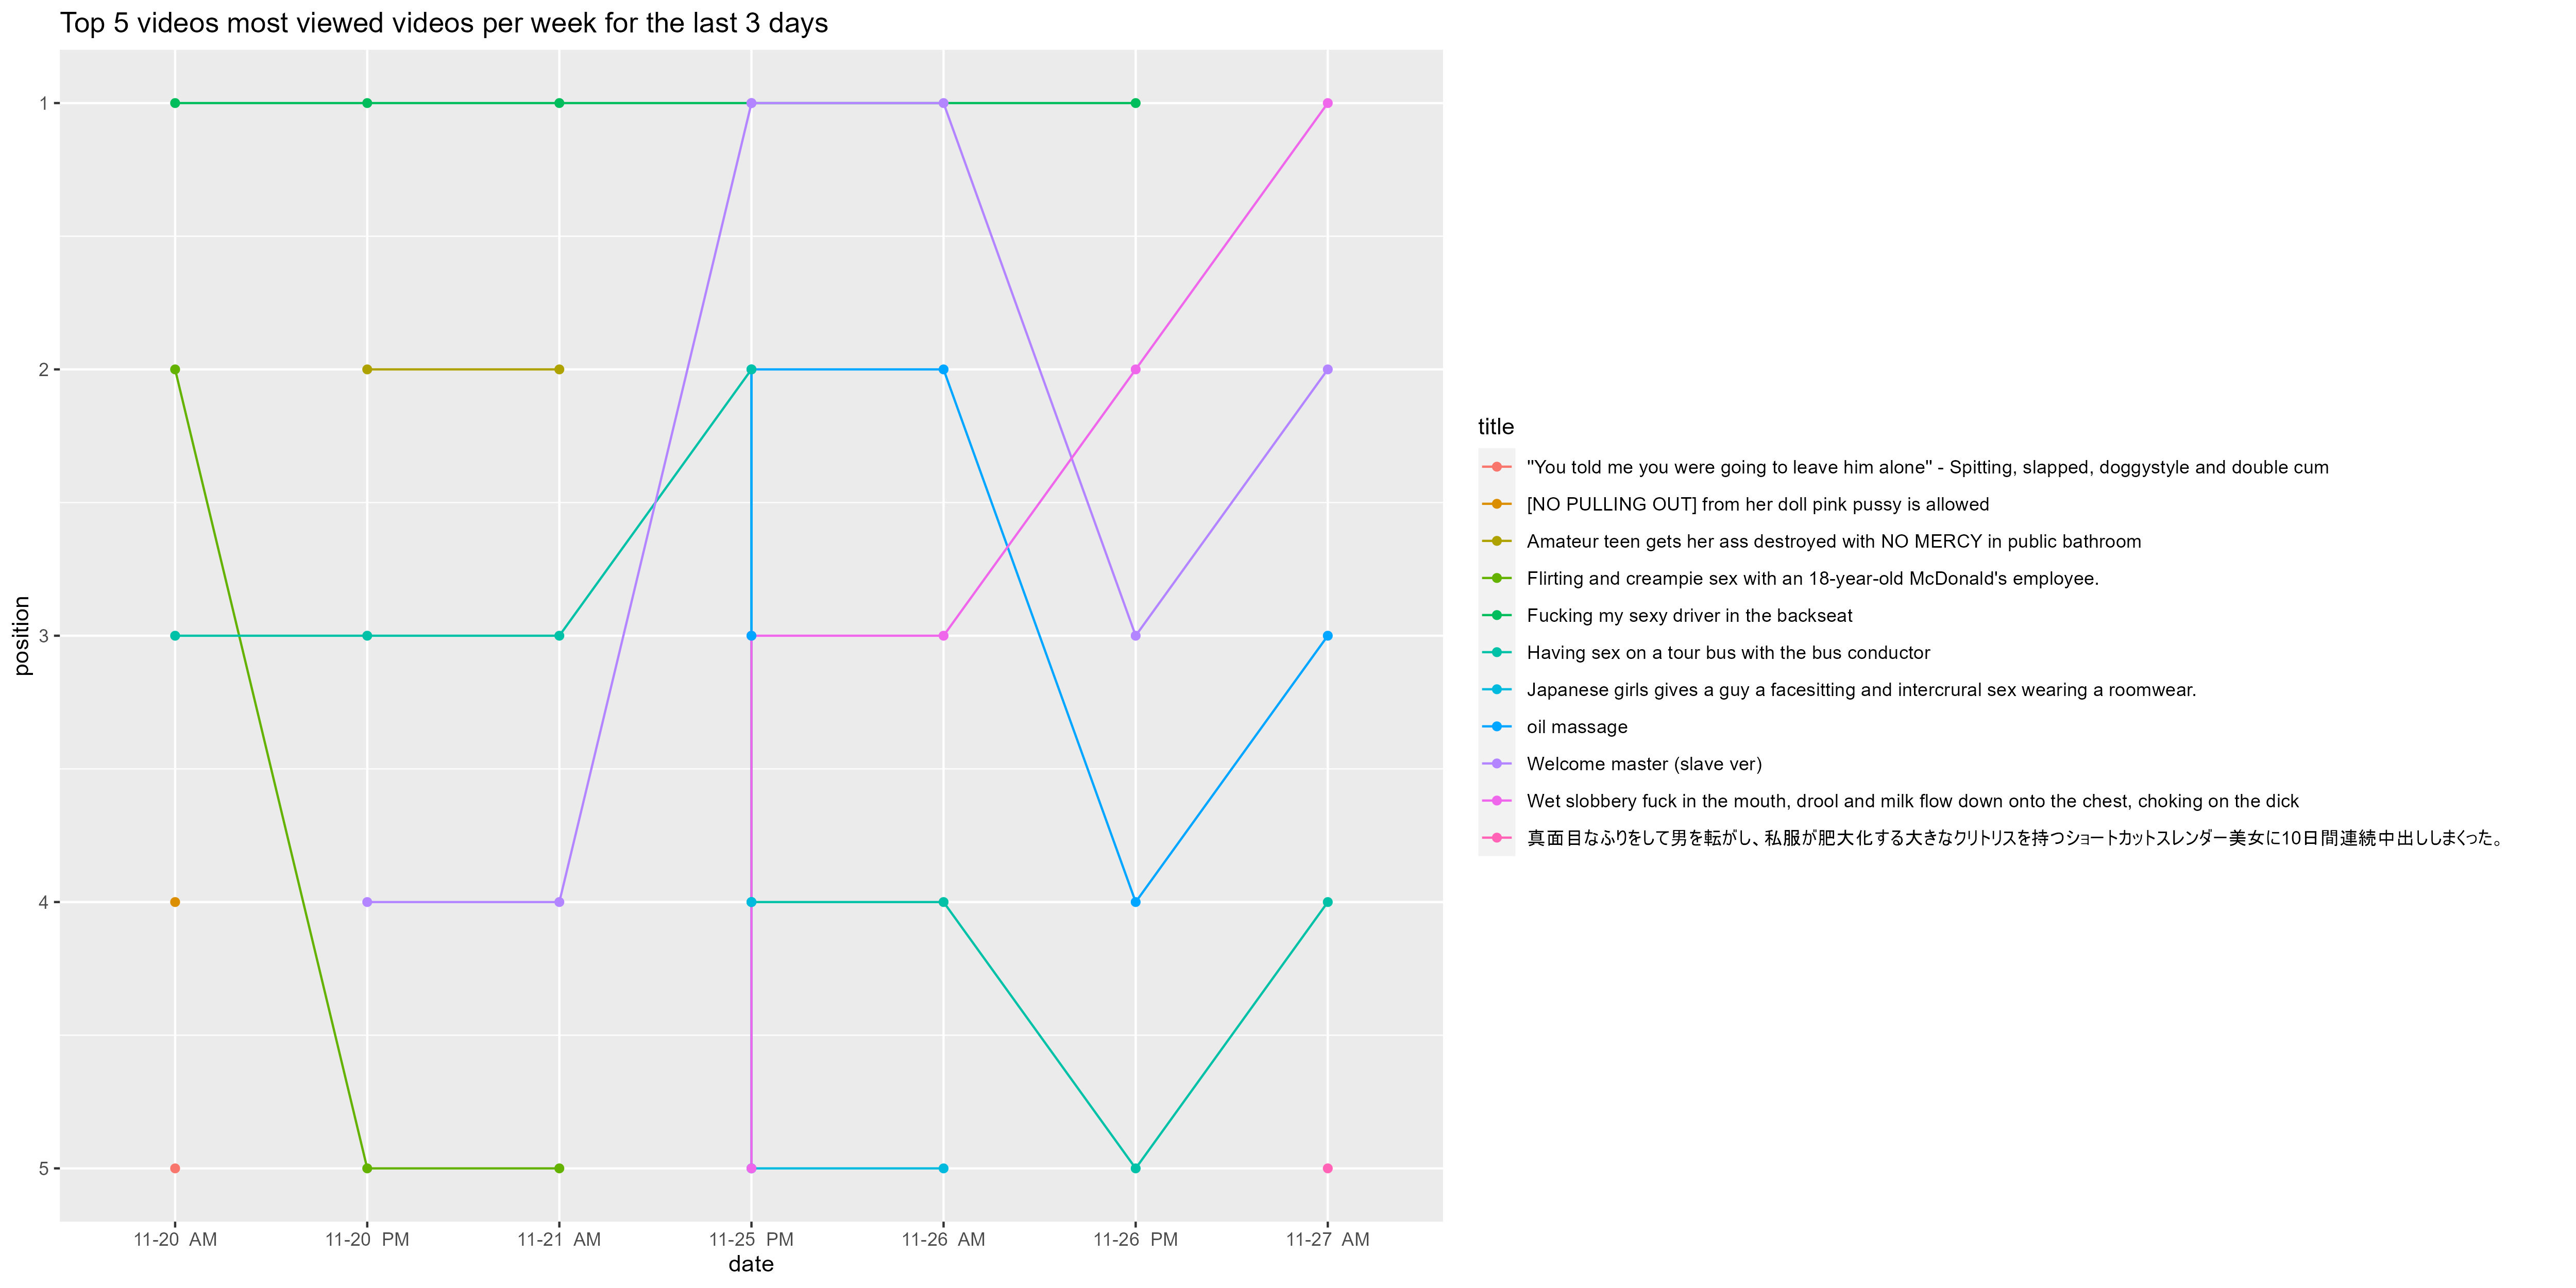 Top 5 videos most viewed videos per week for the last 3 days
position
1
2
3
4
5
11-20 AM
11-20 PM
11-21 AM
11-25 PM
11-26 AM
11-26 PM
11-27 AM
date
title
"You told me you were going to leave him alone" - Spitting, slapped, doggystyle and double cum
[NO PULLING OUT] from her doll pink pussy is allowed
Amateur teen gets her ass destroyed with NO MERCY in public bathroom
Flirting and creampie sex with an 18-year-old McDonald's employee.
Fucking my sexy driver in the backseat
Having sex on a tour bus with the bus conductor
Japanese girls gives a guy a facesitting and intercrural sex wearing a roomwear.
oil massage
Welcome master (slave ver)
Wet slobbery fuck in the mouth, drool and milk flow down onto the chest, choking on the dick
真面目なふりをして男を転がし、私服が肥大化する大きなクリトリスを持つショートカットスレンダー美女に10日間連続中出ししまくった。